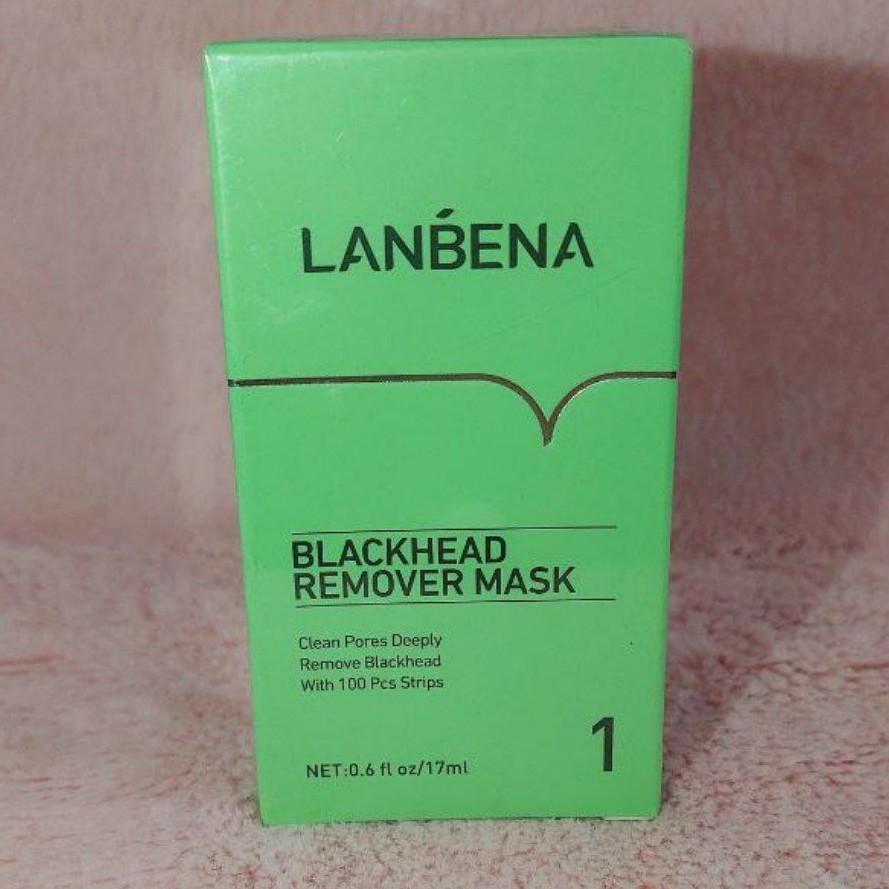 LANBENA
BLACKHEAD
REMOVER MASK
Clean Pores Deeply
Remove Blackhead
With 100 Pcs Strips
NET:0.6 fl oz/17ml
1